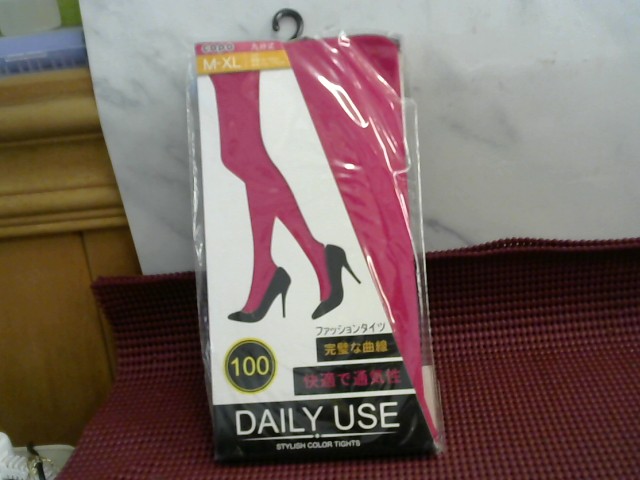 M-XL
ファッションタイツ
完璧な曲線
100
快適で通気性
DAILY USE
STYLISH COLOR TIGHTS